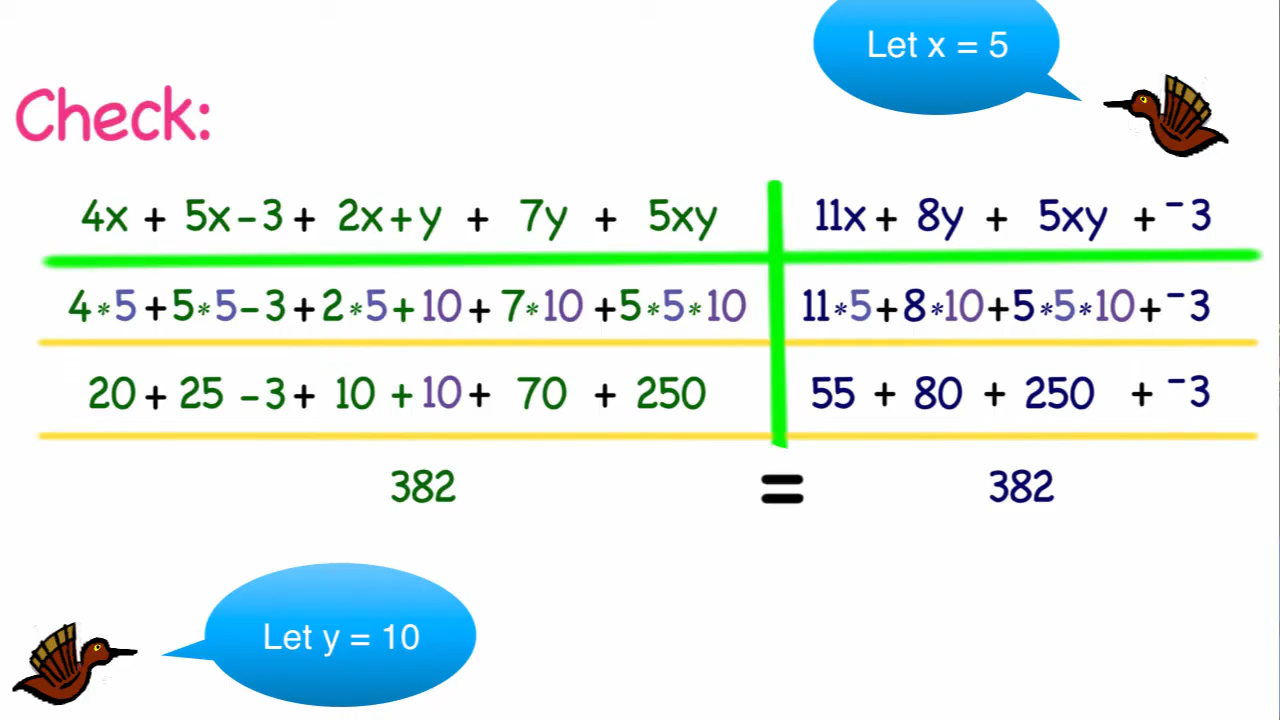 Let x = 5
Check:
4x + 5x - 3 + 2x + y + 7y + 5xy 11x + 8y + 5xy + ⁻3
4*5 + 5*5 - 3 + 2*5 + 10 + 7*10 + 5*5*10 11*5 + 8*10 + 5*5*10 + ⁻3
20 + 25 - 3 + 10 + 10 + 70 + 250 55 + 80 + 250 + ⁻3
382 = 382
Let y = 10